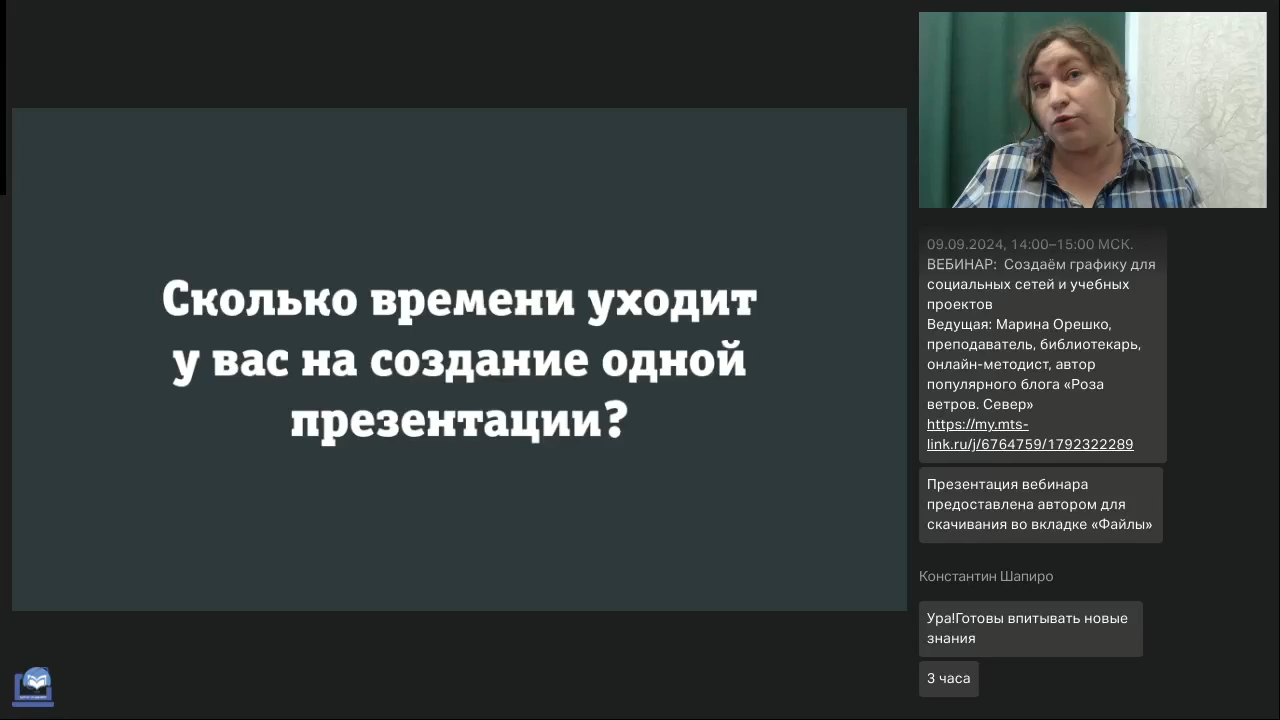 Сколько времени уходит
у вас на создание одной
презентации?
09.09.2024, 14:00–15:00 МСК.
ВЕБИНАР:  Создаём графику для
социальных сетей и учебных
проектов
Ведущая: Марина Орешко,
преподаватель, библиотекарь,
онлайн-методист, автор
популярного блога «Роза
ветров. Север»
https://my.mts-
link.ru/j/6764759/1792322289
Презентация вебинара
предоставлена автором для
скачивания во вкладке «Файлы»
Константин Шапиро
Ура!Готовы впитывать новые
знания
3 часа